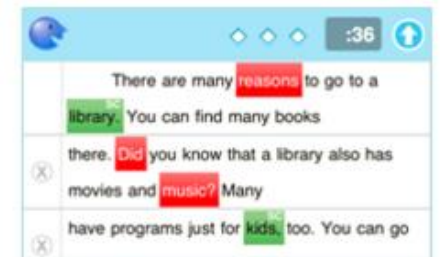 :36
There are many reasons to go to a
library. You can find many books
there. Did you know that a library also has
movies and music? Many
have programs just for kids, too. You can go